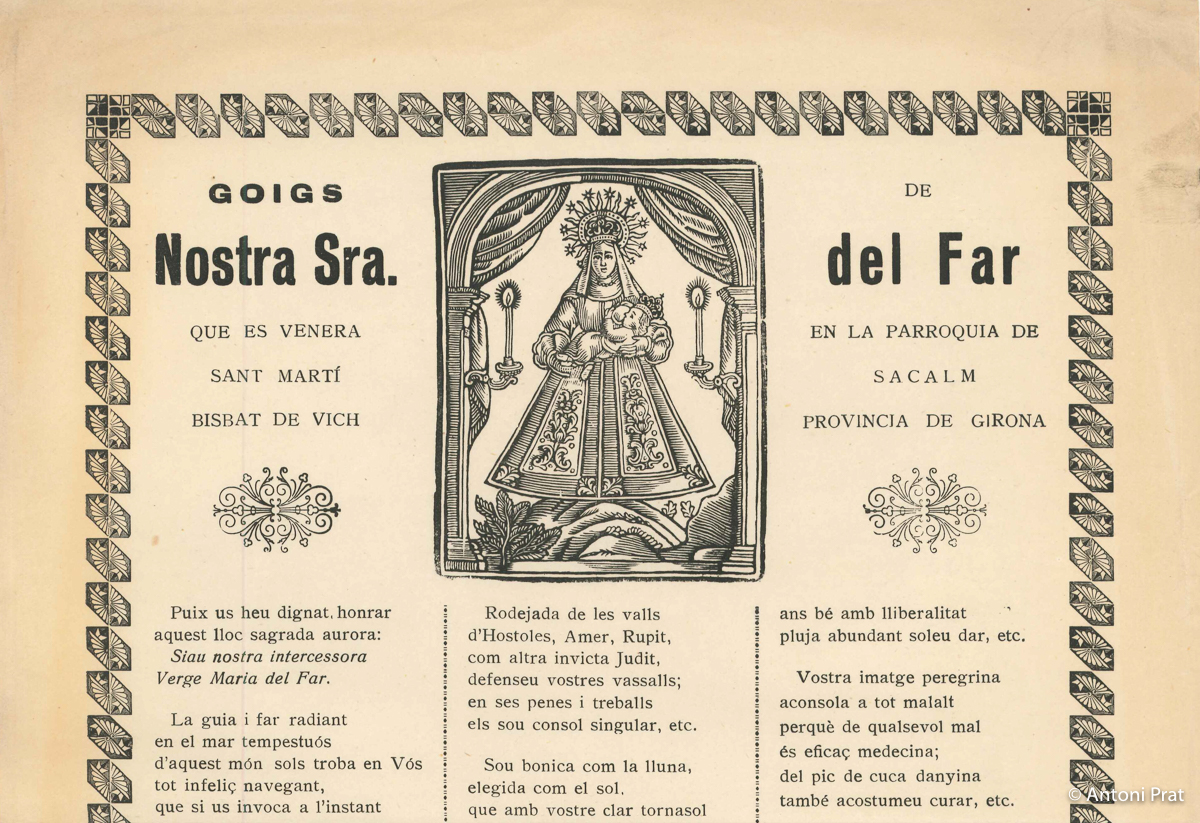 GOIGS DE
Nostra Sra. del Far
QUE ES VENERA EN LA PARROQUIA DE
SANT MARTÍ SACALM
BISBAT DE VICH PROVINCIA DE GIRONA
Puix us heu dignat, honrar
aquest lloc sagrada aurora:
Siau nostra intercessora
Verge Maria del Far.
La guia i far radiant
en el mar tempestuós
d'aquest món sols troba en Vós
tot infeliç navegant,
que si us invoca a l'instant
Rodejada de les valls
d'Hostoles, Amer, Rupit,
com altra invicta Judit,
defenseu vostres vassalls;
en ses penes i treballs
els sou consol singular, etc.
Sou bonica com la lluna,
elegida com el sol,
que amb vostre clar tornasol
ans bé amb lliberalitat
pluja abundant soleu dar, etc.
Vostra imatge peregrina
aconsola a tot malalt
perquè de qualsevol mal
és eficaç medecina;
del pic de cuca danyina
també acostumeu curar, etc.
© Antoni Prat